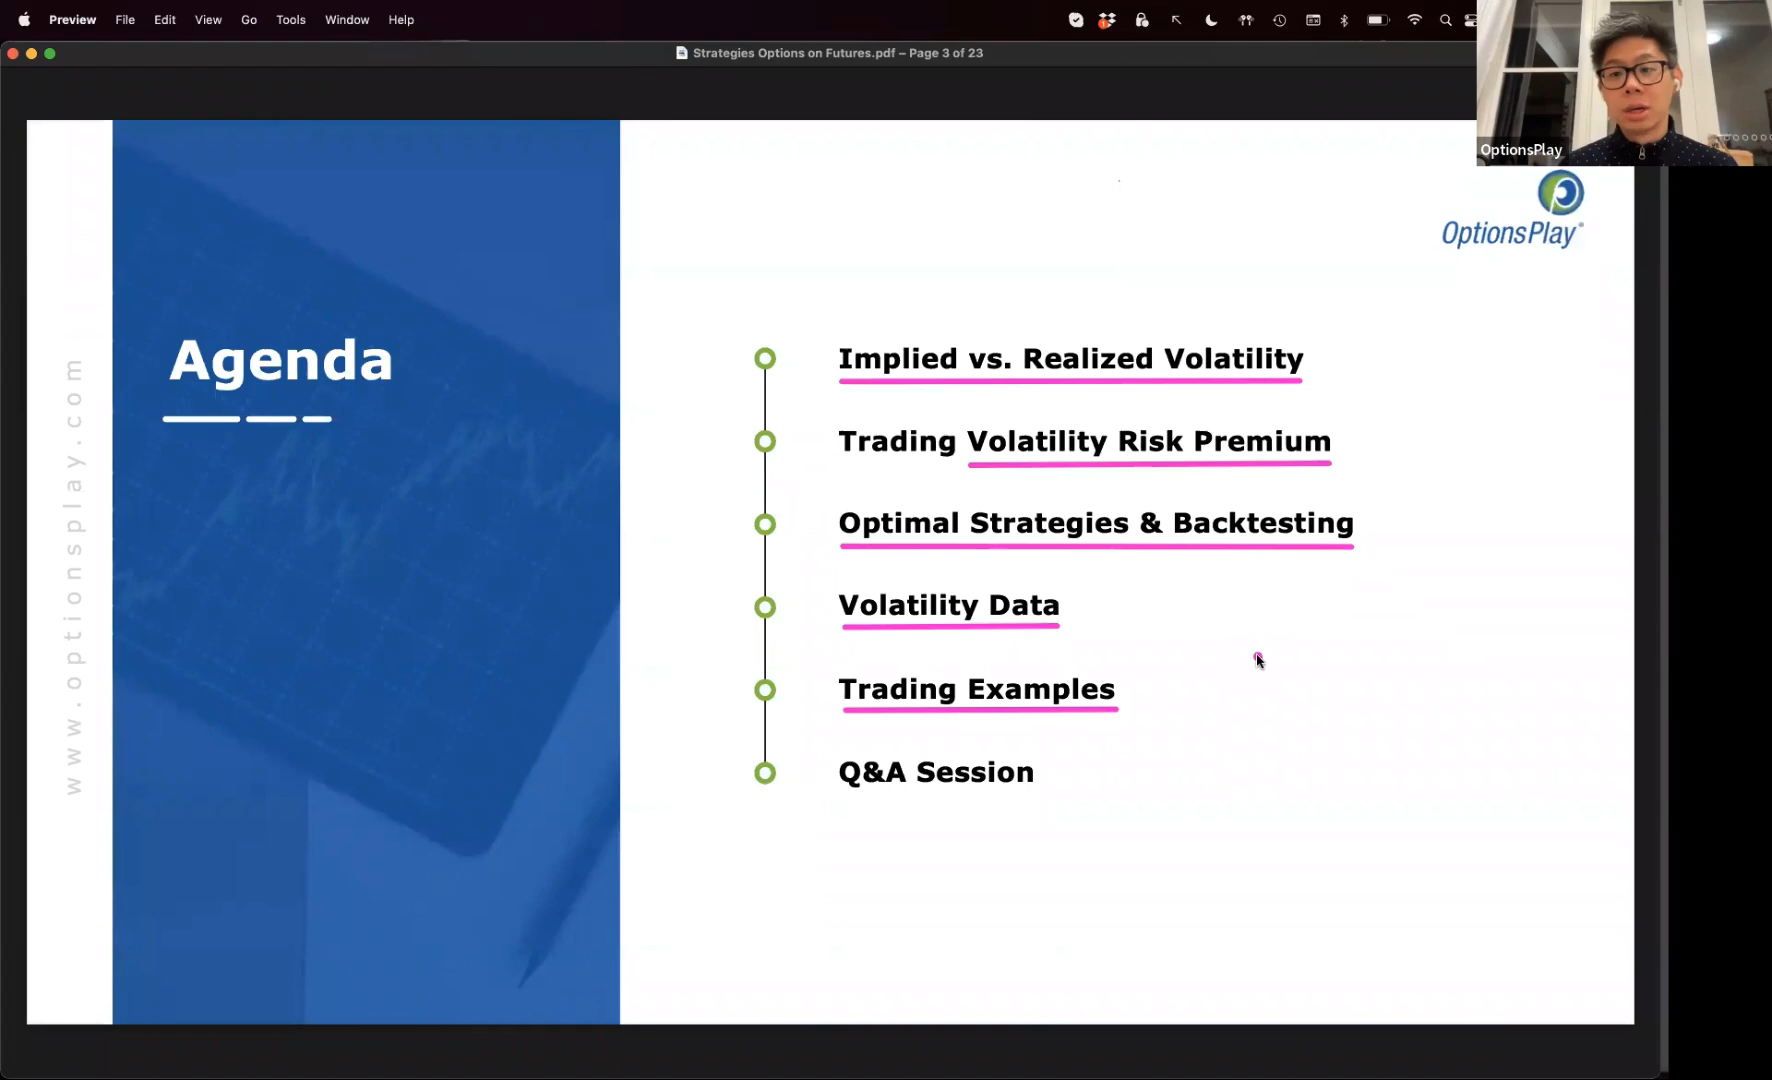 Preview File Edit View Go Tools Window Help
Strategies Options on Futures.pdf – Page 3 of 23
OptionsPlay
OptionsPlay
www.optionsplay.com
Agenda
Implied vs. Realized Volatility
Trading Volatility Risk Premium
Optimal Strategies & Backtesting
Volatility Data
Trading Examples
Q&A Session